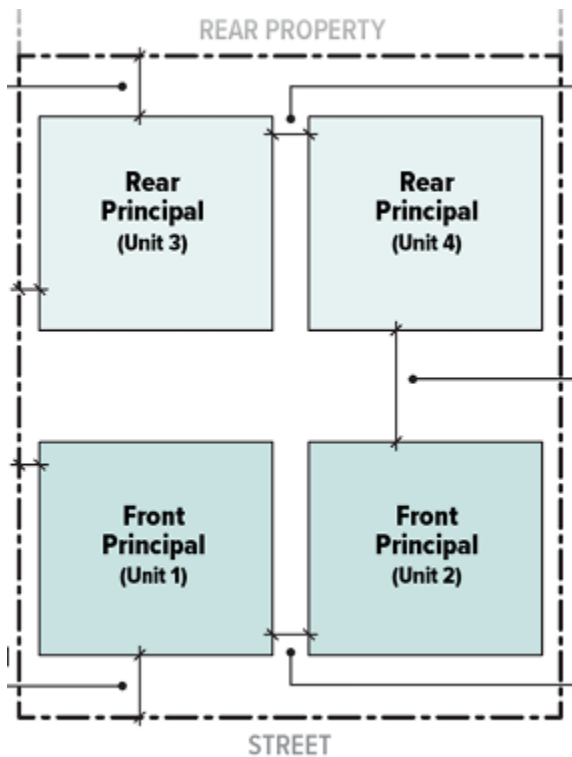 REAR PROPERTY
Rear
Principal
(Unit 3)
Rear
Principal
(Unit 4)
Front
Principal
(Unit 1)
Front
Principal
(Unit 2)
STREET